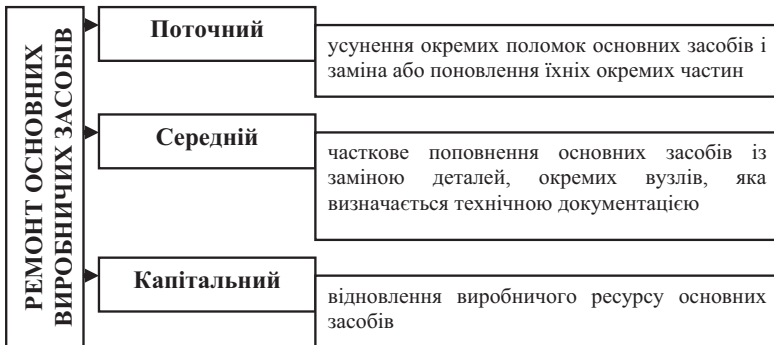 РЕМОНТ ОСНОВНИХ
ВИРОБНИЧИХ ЗАСОБІВ
Поточний
усунення окремих поломок основних засобів і
заміна або поновлення їхніх окремих частин
Середній
часткове поповнення основних засобів із
заміною деталей, окремих вузлів, яка
визначається технічною документацією
Капітальний
відновлення виробничого ресурсу основних
засобів